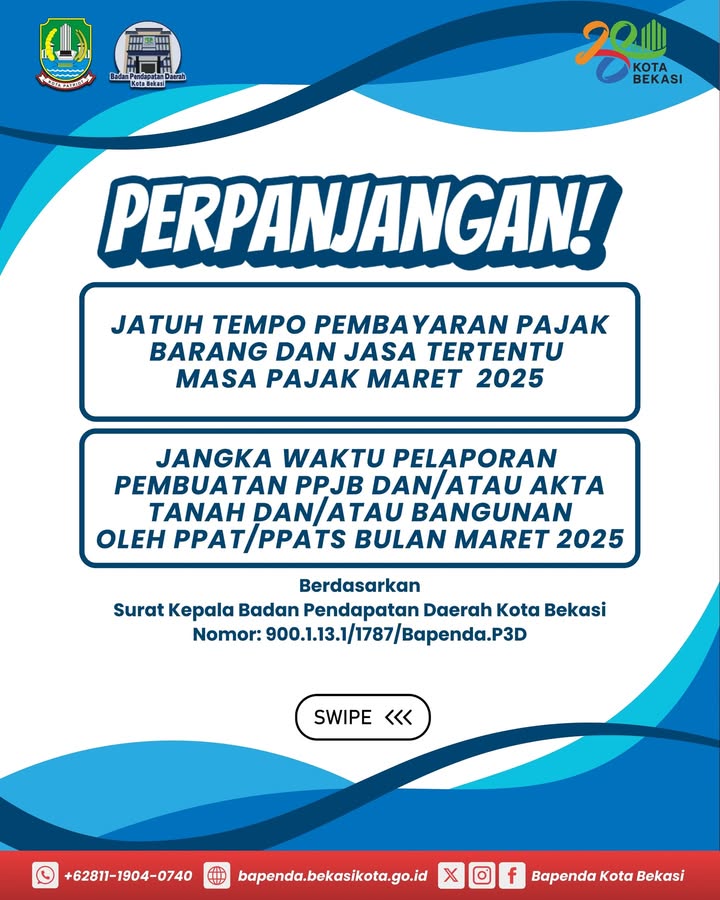 KOTA PATRIOT
Badan Pendapatan Daerah
Kota Bekasi
28
KOTA
BEKASI
PERPANJANGAN!
JATUH TEMPO PEMBAYARAN PAJAK
BARANG DAN JASA TERTENTU
MASA PAJAK MARET 2025
JANGKA WAKTU PELAPORAN
PEMBUATAN PPJB DAN/ATAU AKTA
TANAH DAN/ATAU BANGUNAN
OLEH PPAT/PPATS BULAN MARET 2025
Berdasarkan
Surat Kepala Badan Pendapatan Daerah Kota Bekasi
Nomor: 900.1.13.1/1787/Bapenda.P3D
SWIPE <<<
+62811-1904-0740 bapenda.bekasikota.go.id Bapenda Kota Bekasi